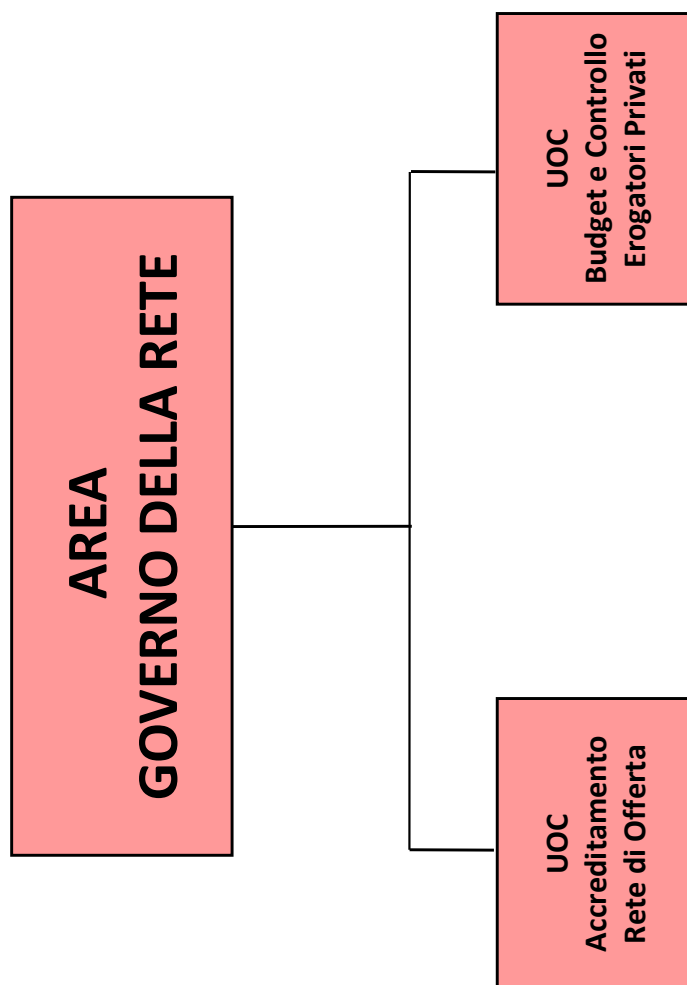 AREA
GOVERNO DELLA RETE
UOC
Accreditamento
Rete di Offerta
UOC
Budget e Controllo
Erogatori Privati